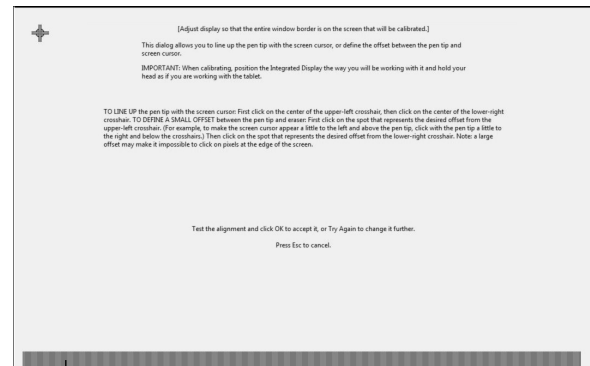 [Adjust display so that the entire window border is on the screen that will be calibrated.]
This dialog allows you to line up the pen tip with the screen cursor, or define the offset between the pen tip and
screen cursor.
IMPORTANT: When calibrating, position the Integrated Display the way you will be working with it and hold your
head as if you are working with the tablet.
TO LINE UP the pen tip with the screen cursor: First click on the center of the upper-left crosshair, then click on the center of the lower-right
crosshair. TO DEFINE A SMALL OFFSET between the pen tip and eraser: First click on the spot that represents the desired offset from the
upper-left crosshair. (For example, to make the screen cursor appear a little to the left and above the pen tip, click with the pen tip a little to
the right and below the crosshairs.) Then click on the spot that represents the desired offset from the lower-right crosshair. Note: a large
offset may make it impossible to click on pixels at the edge of the screen.
Test the alignment and click OK to accept it, or Try Again to change it further.
Press Esc to cancel.